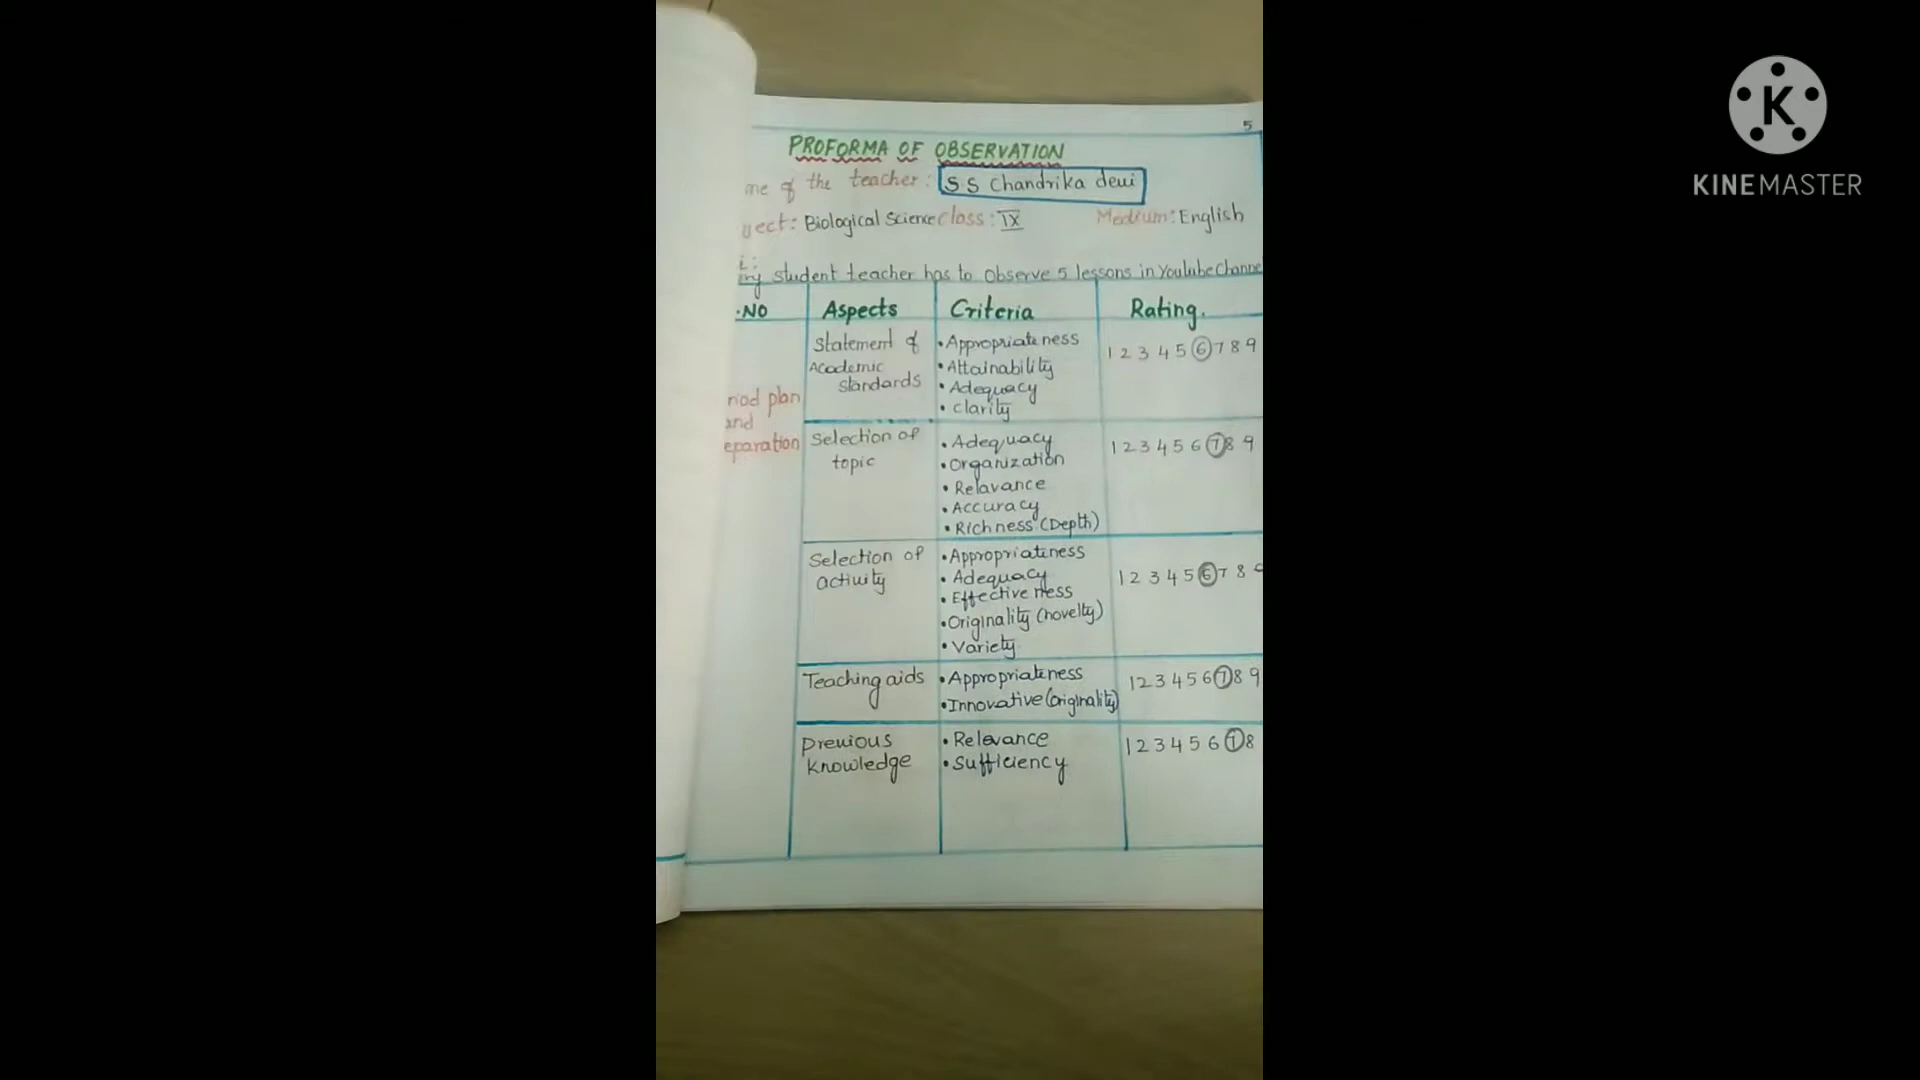 5
PROFORMA OF OBSERVATION
me of the teacher: S S Chandrika devi
ject: Biological Science Class: IX Medium: English
student teacher has to Observe 5 lessons in YouTube Channel
.NO Aspects Criteria Rating.
Statement of Academic standards
• Appropriateness
• Attainability
• Adequacy
• Clarity
1 2 3 4 5 6 7 8 9
riod plan
and
eparation
Selection of topic
• Adequacy
• Organization
• Relavance
• Accuracy
• Richness (Depth)
1 2 3 4 5 6 7 8 9
Selection of activity
• Appropriateness
• Adequacy
• Effectiveness
• Originality (novelty)
• Variety
1 2 3 4 5 6 7 8 9
Teaching aids
• Appropriateness
• Innovative (originality)
1 2 3 4 5 6 7 8 9
Previous Knowledge
• Relevance
• Sufficiency
1 2 3 4 5 6 7 8
K
KINEMASTER